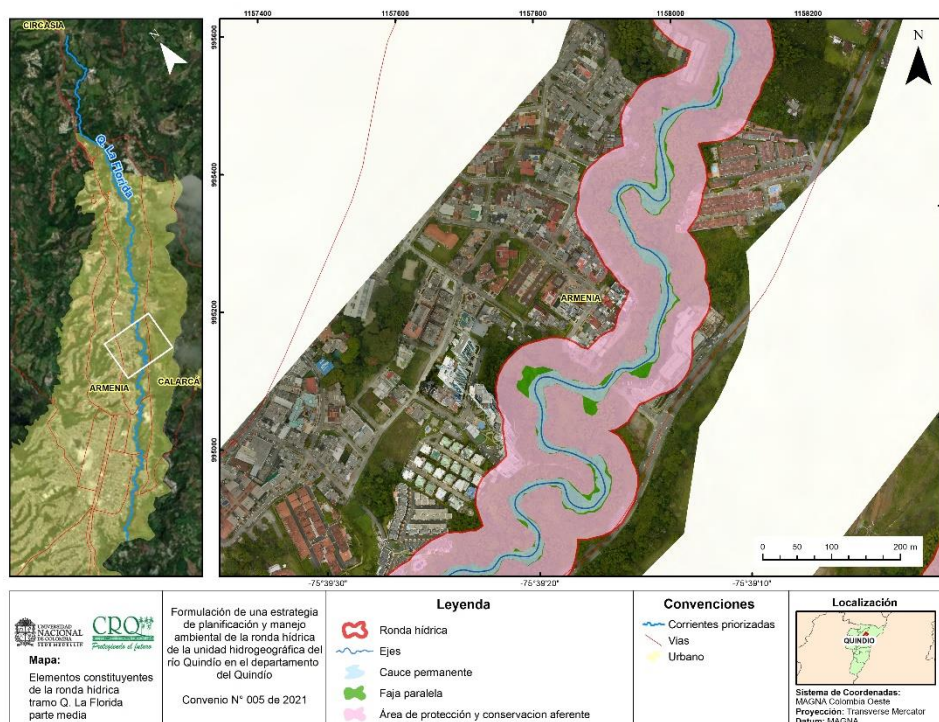 CIRCASIA
N
Q. La Florida
ARMENIA
CALARCÁ
1157400
1157600
1157800
1158000
1158200
995600
995400
995200
995000
N
ARMENIA
0 50 100 200 m
-75°39'30"
-75°39'20"
-75°39'10"
UNIVERSIDAD
NACIONAL
DE COLOMBIA
SEDE MEDELLÍN
CRQ
Protegiendo el futuro
Mapa:
Elementos constituyentes
de la ronda hídrica
tramo Q. La Florida
parte media
Formulación de una estrategia
de planificación y manejo
ambiental de la ronda hídrica
de la unidad hidrogeográfica del
río Quindío en el departamento
del Quindío
Convenio N° 005 de 2021
Leyenda
Ronda hídrica
Ejes
Cauce permanente
Faja paralela
Área de protección y conservacion aferente
Convenciones
Corrientes priorizadas
Vías
Urbano
Localización
QUINDIO
Sistema de Coordenadas:
MAGNA Colombia Oeste
Proyección: Transverse Mercator
Datum: MAGNA